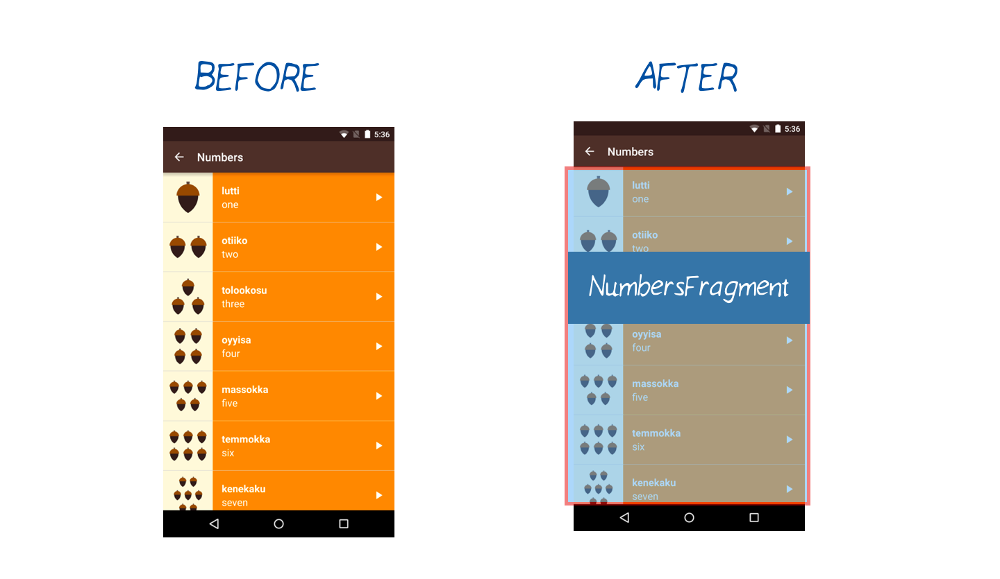 BEFORE
5:36
Numbers
lutti
one
otiiko
two
tolookosu
three
oyyisa
four
massokka
five
temmokka
six
kenekaku
seven
AFTER
5:36
Numbers
lutti
one
otiiko
two
NumbersFragment
oyyisa
four
massokka
five
temmokka
six
kenekaku
seven